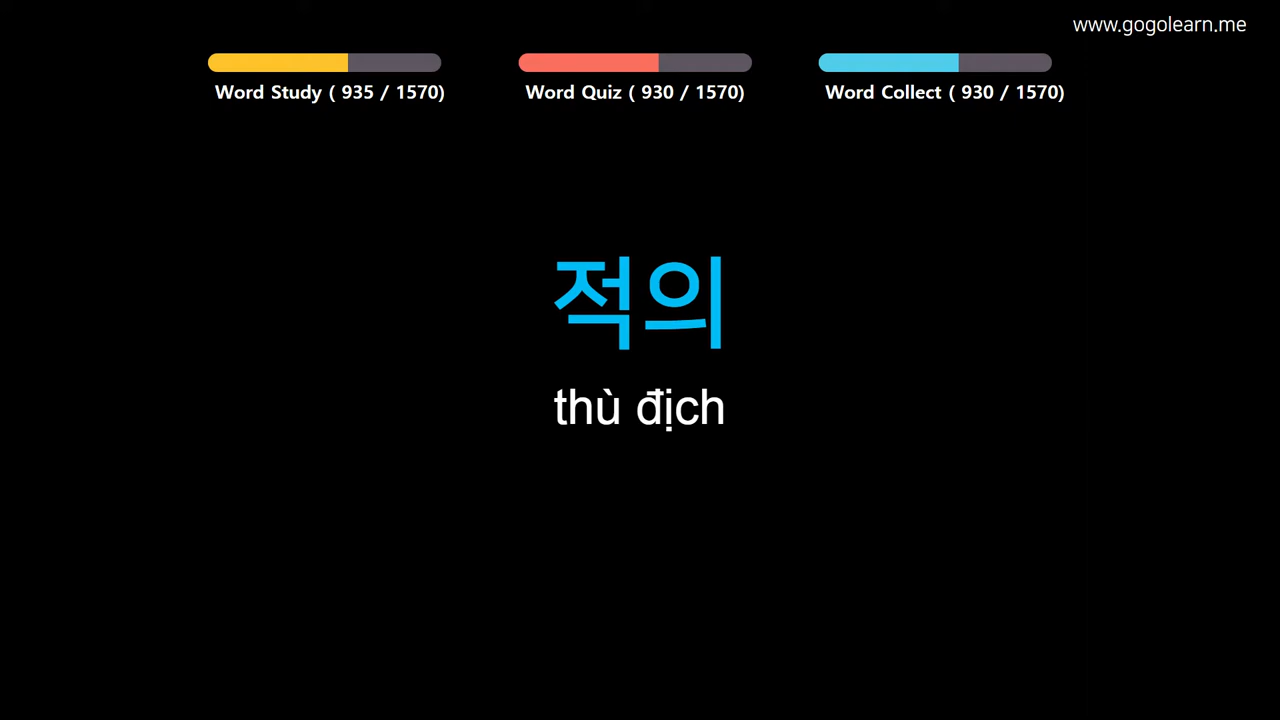 www.gogolearn.me
Word Study ( 935 / 1570)
Word Quiz ( 930 / 1570)
Word Collect ( 930 / 1570)
적의
thù địch